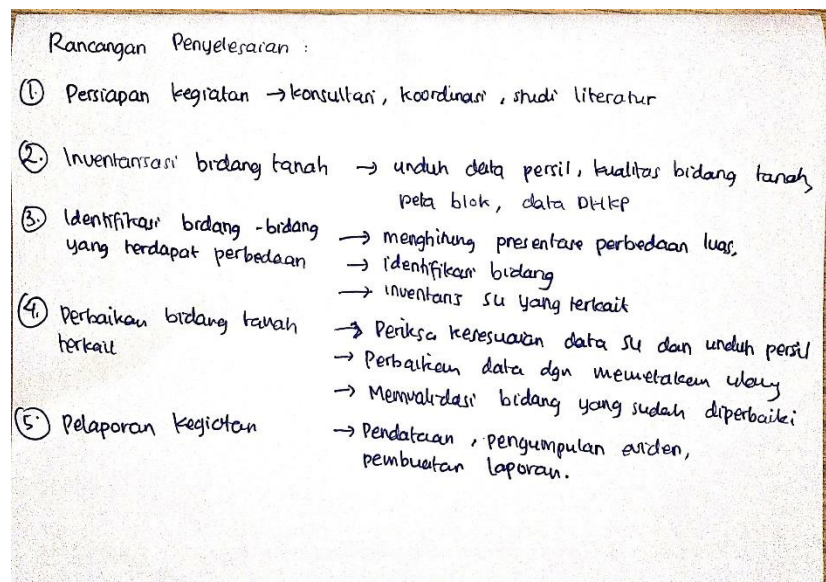 Rancangan Penyelesaian :
1. Persiapan kegiatan → konsultasi, koordinasi, studi literatur
2. Inventarisasi bidang tanah → unduh data persil, kualitas bidang tanah,
peta blok, data DHKP
3. Identifikasi bidang-bidang → menghitung presentase perbedaan luas,
yang terdapat perbedaan → identifikasi bidang
→ inventaris su yang terkait
4. Perbaikan bidang tanah → Periksa kesesuaian data su dan unduh persil
terkait → Perbaikan data dgn memetakan ulang
→ Memvalidasi bidang yang sudah diperbaiki
5. Pelaporan kegiatan → Pendataan, pengumpulan eviden,
pembuatan laporan.